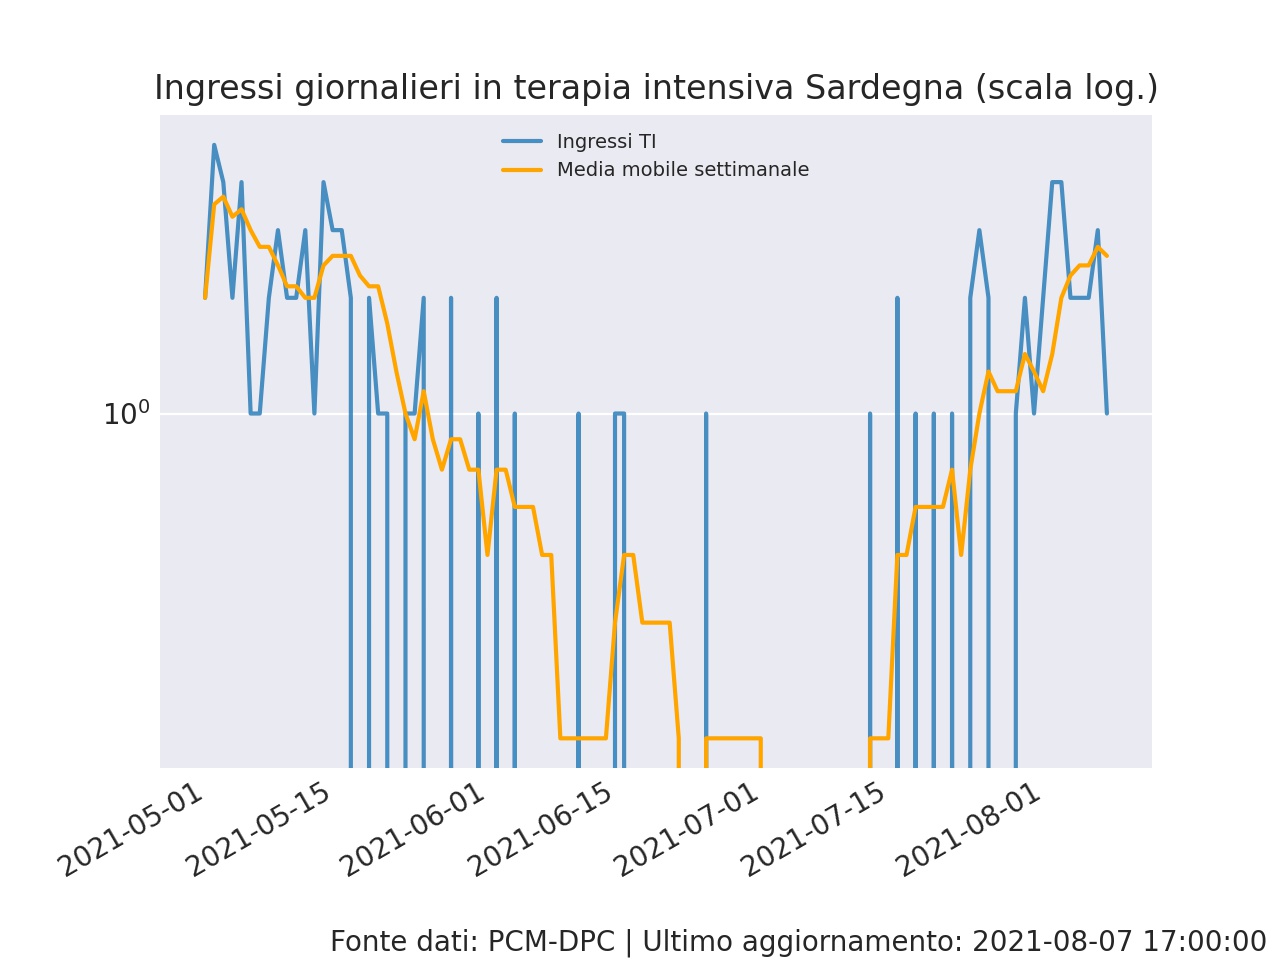 Ingressi giornalieri in terapia intensiva Sardegna (scala log.)
Ingressi TI
Media mobile settimanale
10⁰
2021-05-01
2021-05-15
2021-06-01
2021-06-15
2021-07-01
2021-07-15
2021-08-01
Fonte dati: PCM-DPC | Ultimo aggiornamento: 2021-08-07 17:00:00